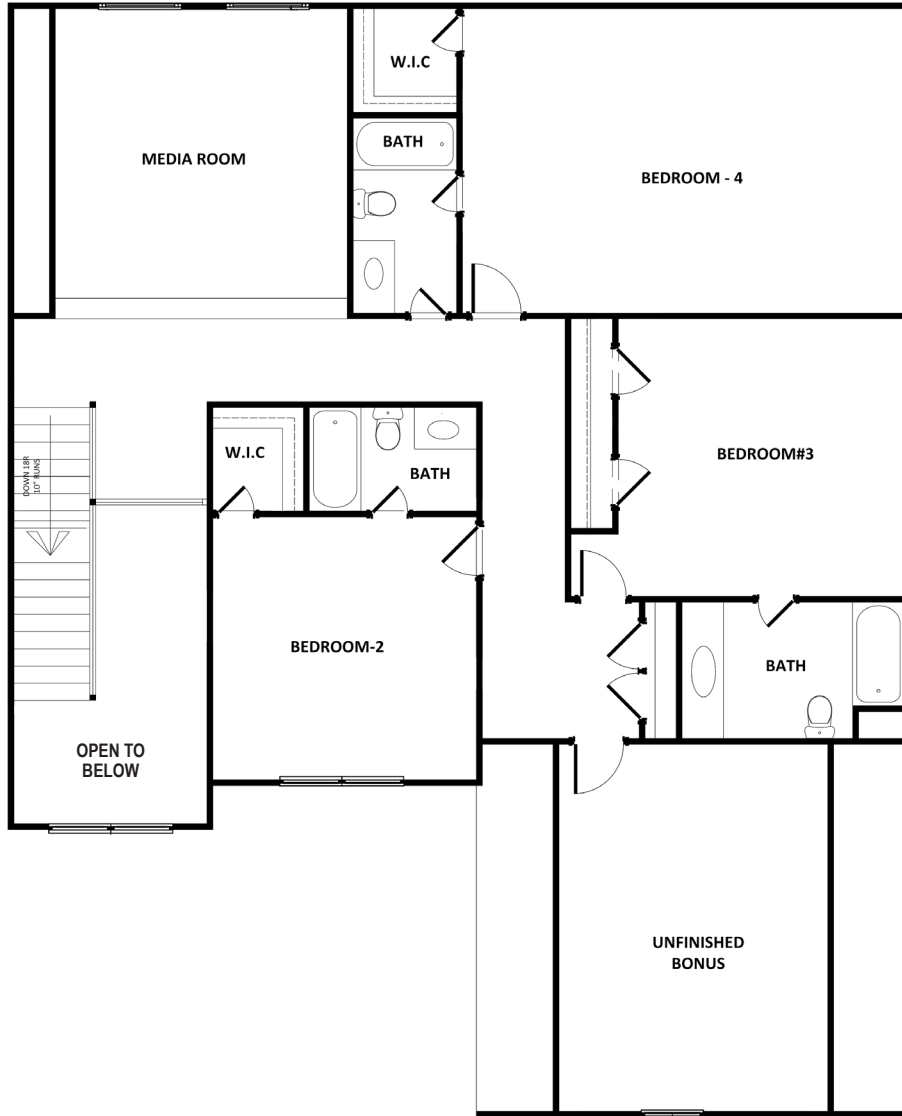 W.I.C
BATH
MEDIA ROOM
BEDROOM - 4
W.I.C
BATH
BEDROOM#3
DOWN 18R
10" RUNS
BEDROOM-2
BATH
OPEN TO
BELOW
UNFINISHED
BONUS